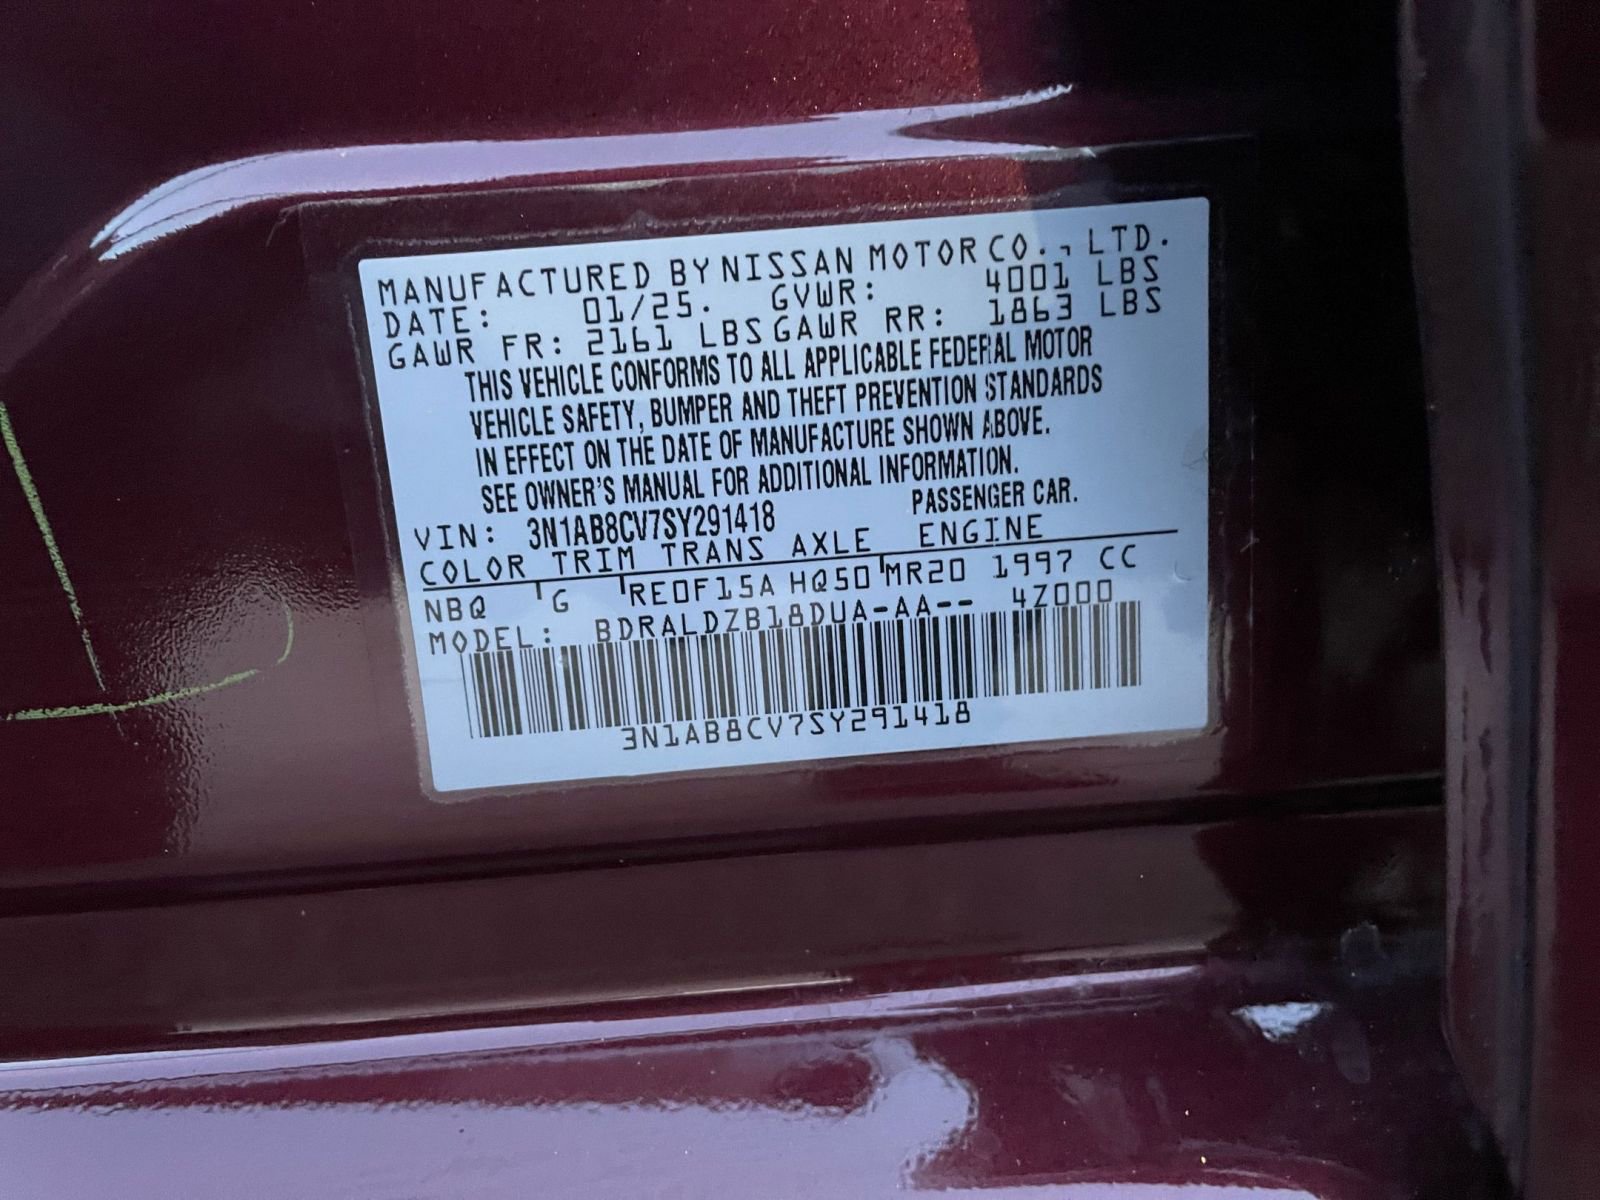 MANUFACTURED BY NISSAN MOTOR CO., LTD.
DATE: 01/25. GVWR: 4001 LBS
GAWR FR: 2161 LBS GAWR RR: 1863 LBS
THIS VEHICLE CONFORMS TO ALL APPLICABLE FEDERAL MOTOR
VEHICLE SAFETY, BUMPER AND THEFT PREVENTION STANDARDS
IN EFFECT ON THE DATE OF MANUFACTURE SHOWN ABOVE.
SEE OWNER'S MANUAL FOR ADDITIONAL INFORMATION.
VIN: 3N1AB8CV7SY291418 PASSENGER CAR.
COLOR TRIM TRANS AXLE ENGINE
NBQ G RE0F15A HQ50 MR20 1997 CC
MODEL: BDRALDZB18DUA-AA-- 4Z000
3N1AB8CV7SY291418